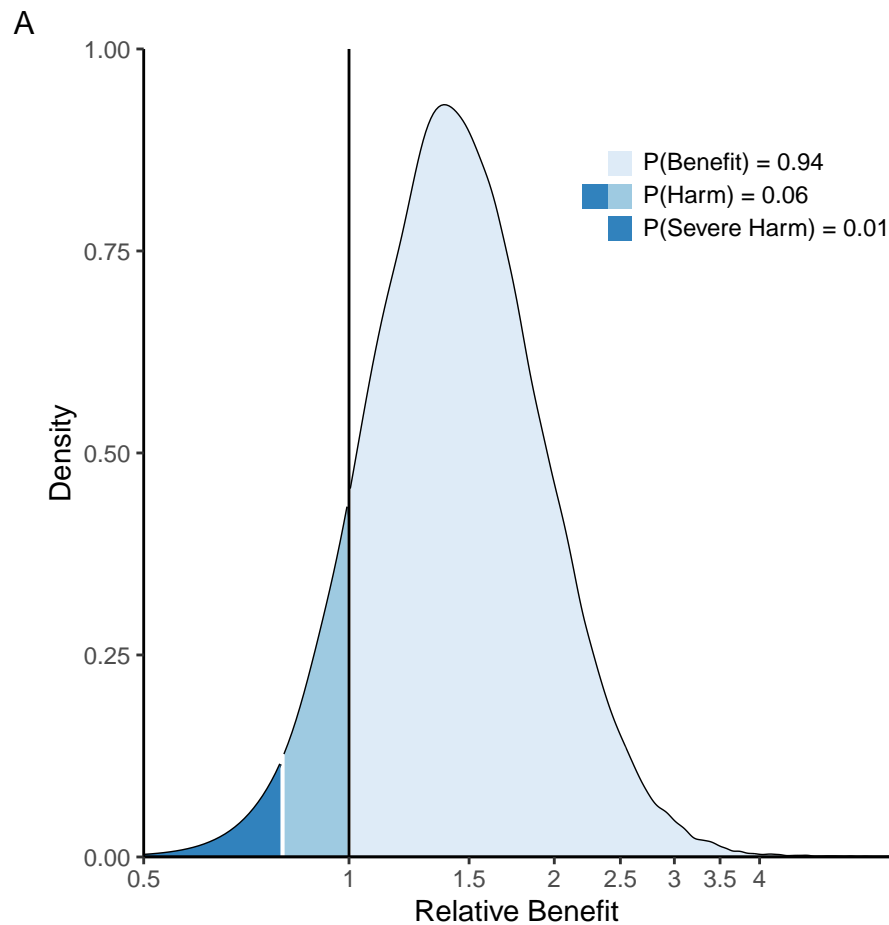 A
1.00
0.75
0.50
0.25
0.00
Density
P(Benefit) = 0.94
P(Harm) = 0.06
P(Severe Harm) = 0.01
0.5 1 1.5 2 2.5 3 3.5 4
Relative Benefit